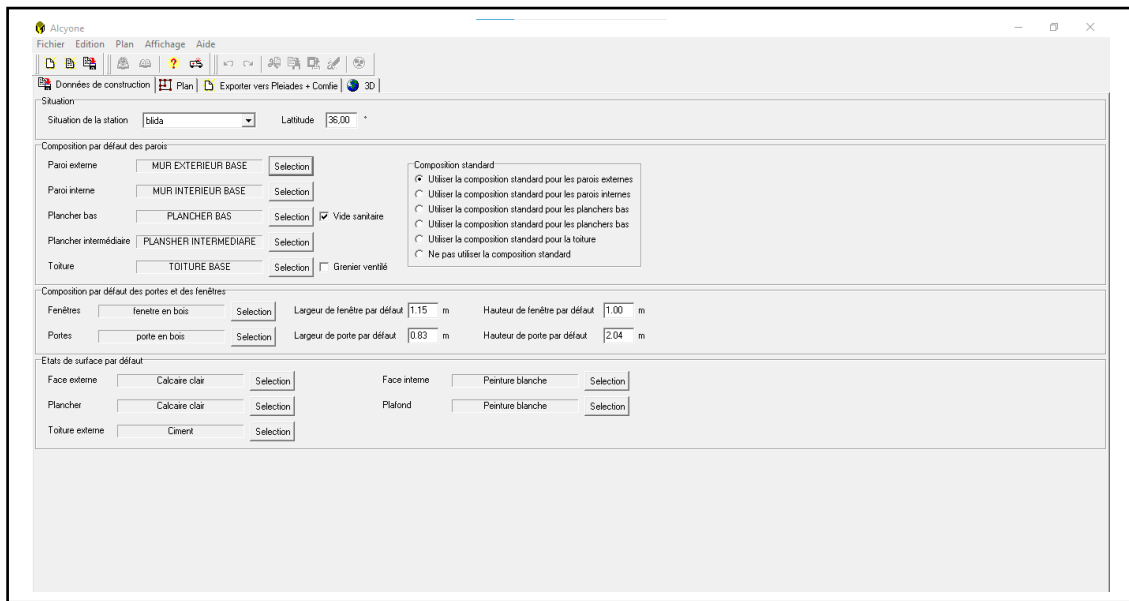 Alcyone
Fichier Edition Plan Affichage Aide
Données de construction Plan Exporter vers Pleiades + Comfie 3D
Situation
Situation de la station blida Lattitude 36,00 °
Composition par défaut des parois
Paroi externe MUR EXTERIEUR BASE Selection
Paroi interne MUR INTERIEUR BASE Selection
Plancher bas PLANCHER BAS Selection Vide sanitaire
Plancher intermédiaire PLANSHER INTERMEDIARE Selection
Toiture TOITURE BASE Selection Grenier ventilé
Composition standard
Utiliser la composition standard pour les parois externes
Utiliser la composition standard pour les parois internes
Utiliser la composition standard pour les planchers bas
Utiliser la composition standard pour les planchers bas
Utiliser la composition standard pour la toiture
Ne pas utiliser la composition standard
Composition par défaut des portes et des fenêtres
Fenêtres fenetre en bois Selection Largeur de fenêtre par défaut 1.15 m Hauteur de fenêtre par défaut 1.00 m
Portes porte en bois Selection Largeur de porte par défaut 0.83 m Hauteur de porte par défaut 2.04 m
Etats de surface par défaut
Face externe Calcaire clair Selection Face interne Peinture blanche Selection
Plancher Calcaire clair Selection Plafond Peinture blanche Selection
Toiture externe Ciment Selection